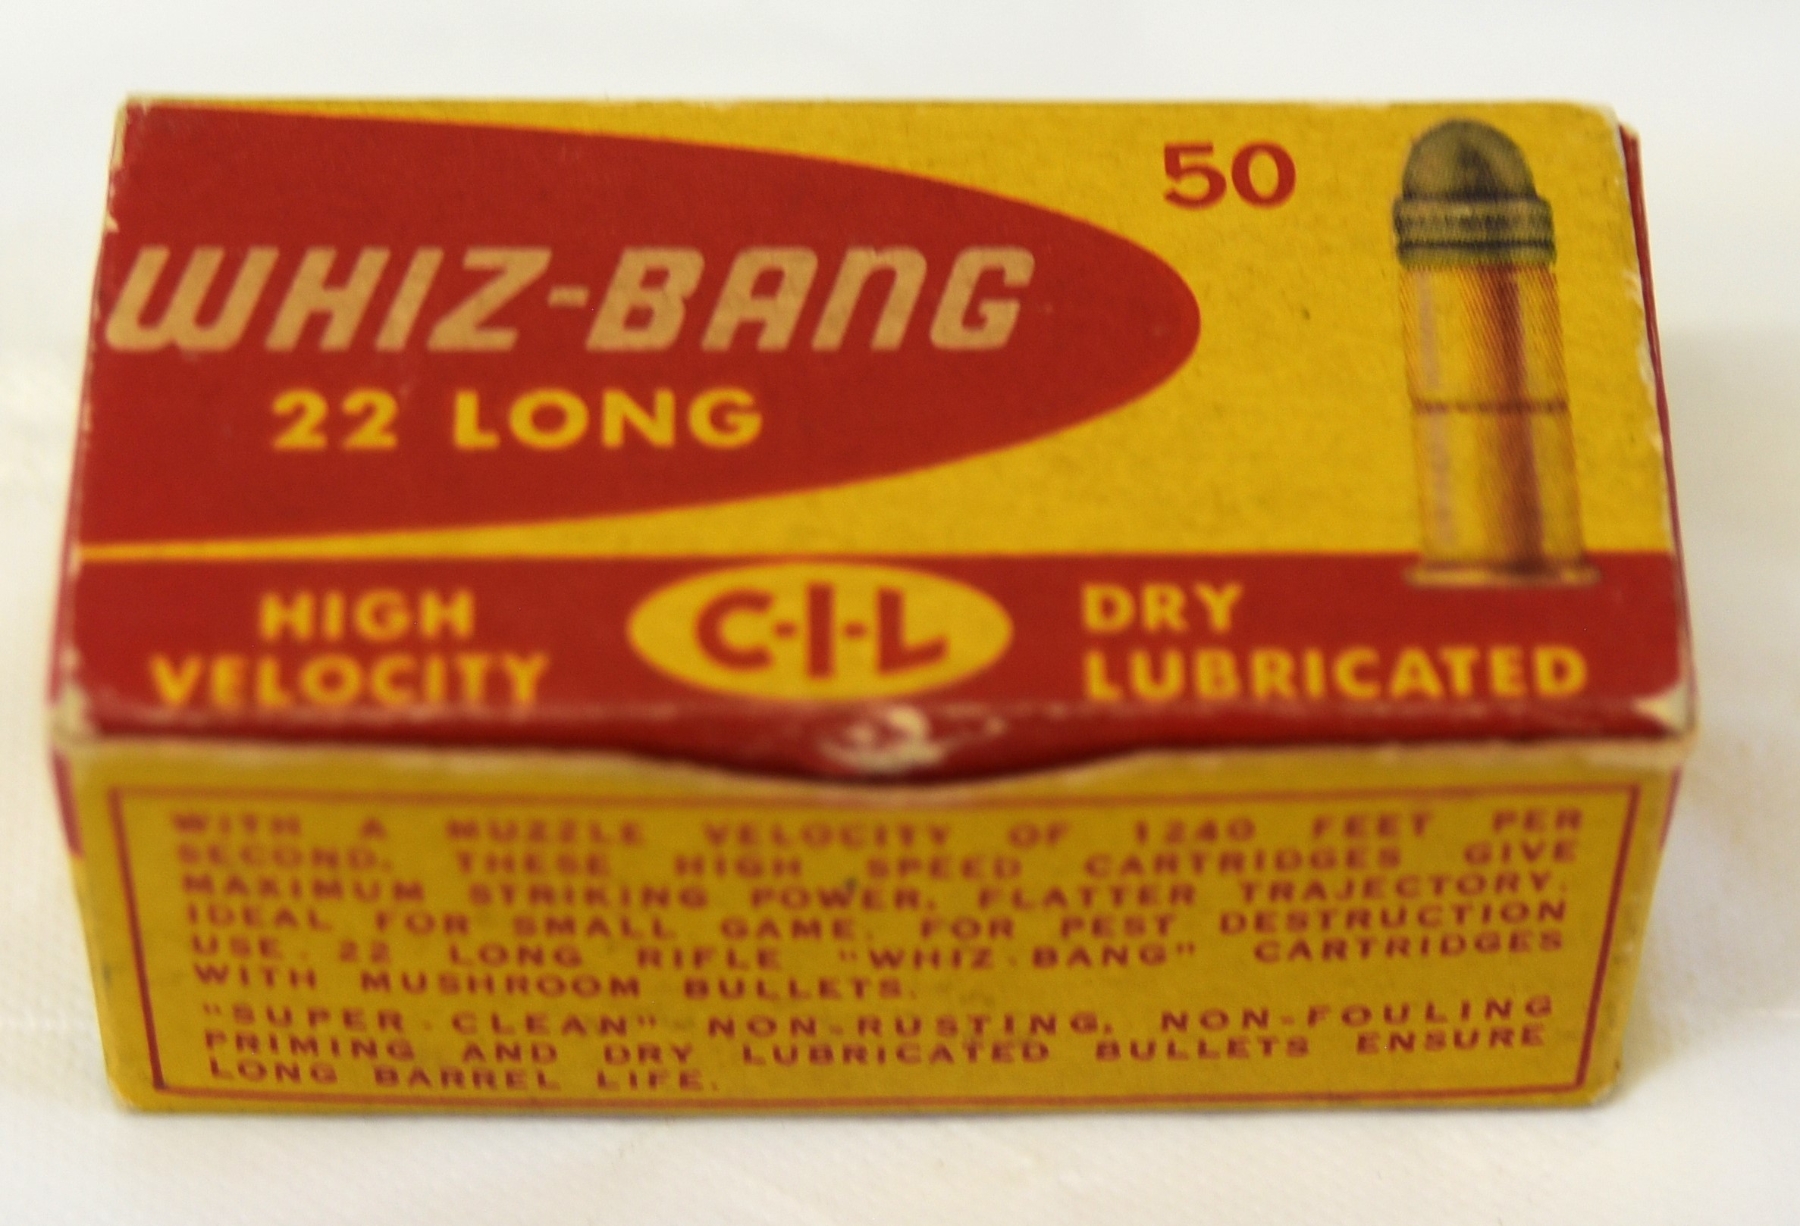 50
WHIZ-BANG
22 LONG
HIGH
VELOCITY
C-I-L
DRY
LUBRICATED
WITH A MUZZLE VELOCITY OF 1240 FEET PER
SECOND, THESE HIGH SPEED CARTRIDGES GIVE
MAXIMUM STRIKING POWER, FLATTER TRAJECTORY.
IDEAL FOR SMALL GAME. FOR PEST DESTRUCTION
USE .22 LONG RIFLE "WHIZ-BANG" CARTRIDGES
WITH MUSHROOM BULLETS.
"SUPER-CLEAN" NON-RUSTING, NON-FOULING
PRIMING AND DRY LUBRICATED BULLETS ENSURE
LONG BARREL LIFE.